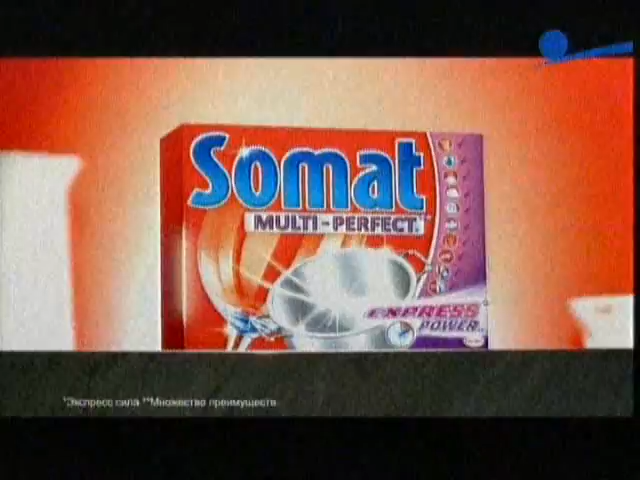 Somat
MULTI-PERFECT**
EXPRESS*
POWER
*Экспресс сила **Множество преимуществ